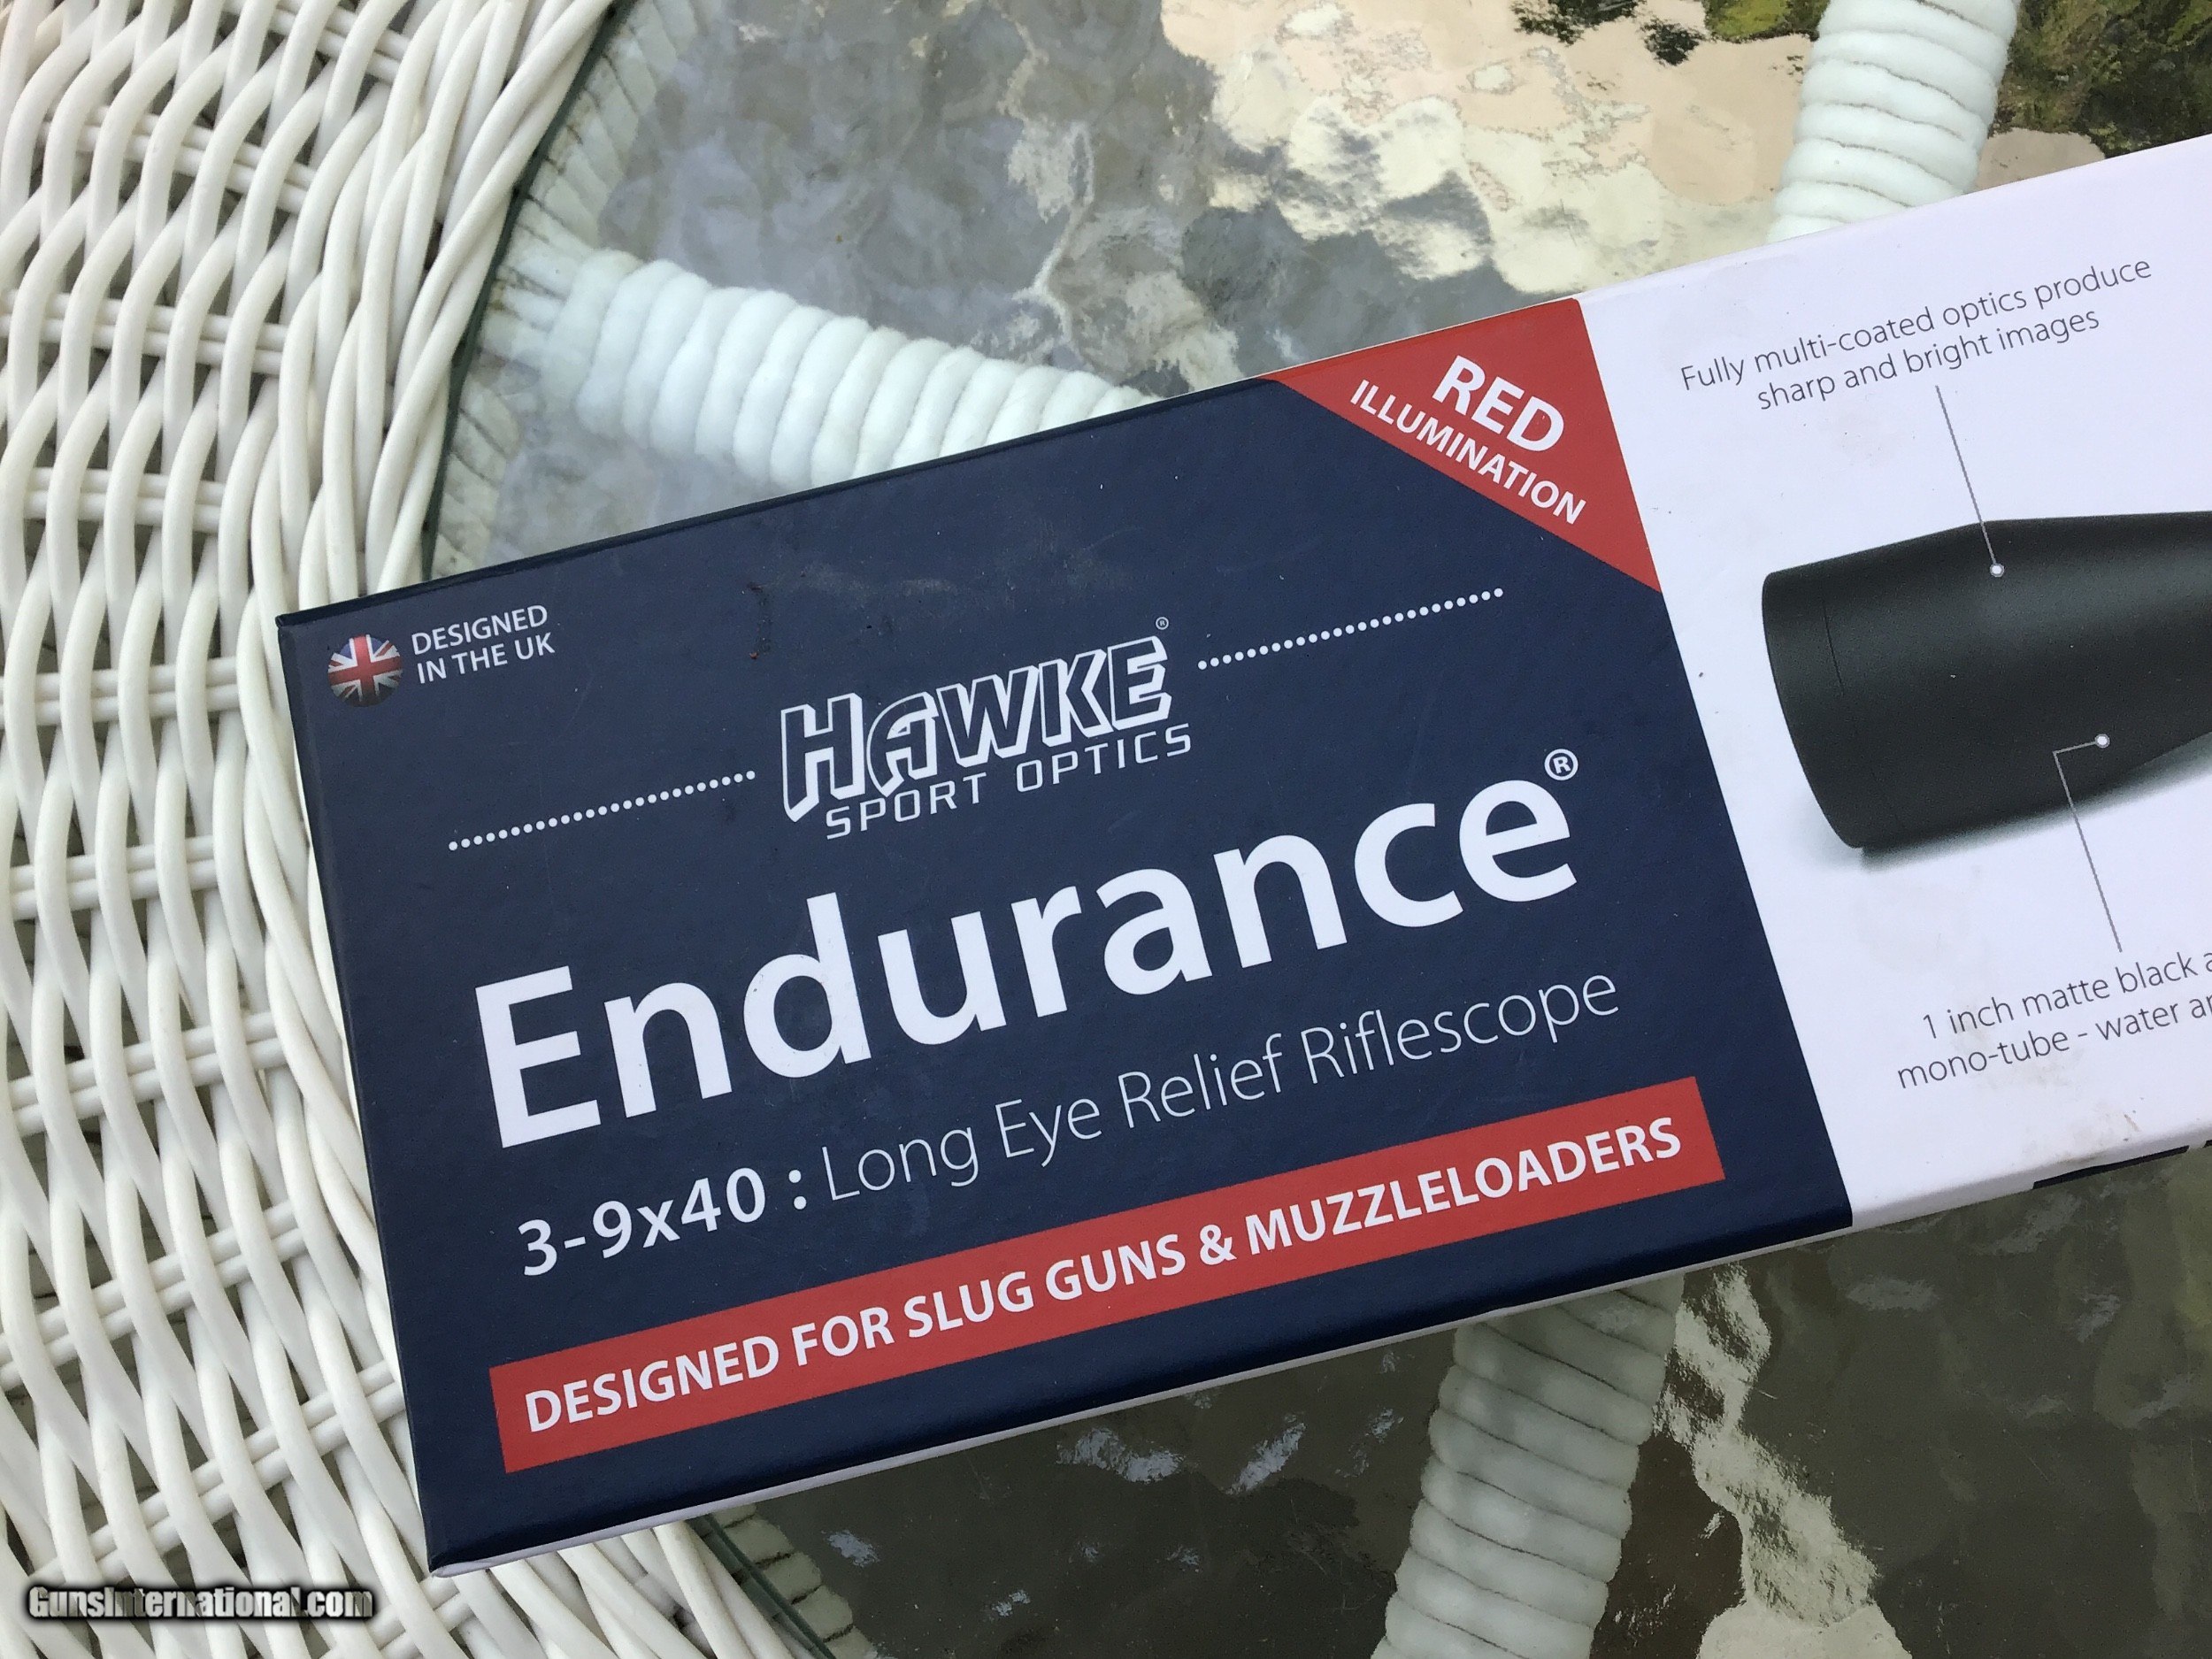 RED
ILLUMINATION
Fully multi-coated optics produce
sharp and bright images
DESIGNED
IN THE UK
HAWKE®
SPORT OPTICS
Endurance®
3-9x40 : Long Eye Relief Riflescope
DESIGNED FOR SLUG GUNS & MUZZLELOADERS
1 inch matte black
mono-tube - water
GunsInternational.com